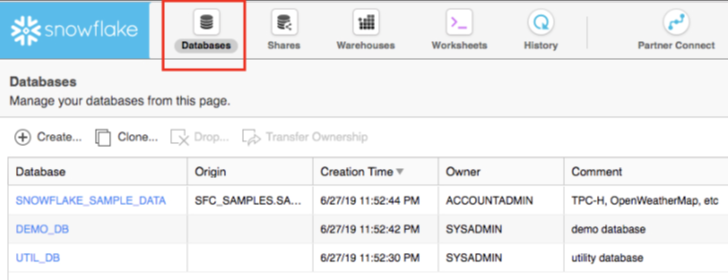 snowflake
Databases Shares Warehouses Worksheets History Partner Connect
Databases
Manage your databases from this page.
Create... Clone... Drop... Transfer Ownership
Database Origin Creation Time Owner Comment
SNOWFLAKE_SAMPLE_DATA SFC_SAMPLES.SA... 6/27/19 11:52:44 PM ACCOUNTADMIN TPC-H, OpenWeatherMap, etc
DEMO_DB 6/27/19 11:52:42 PM SYSADMIN demo database
UTIL_DB 6/27/19 11:52:30 PM SYSADMIN utility database